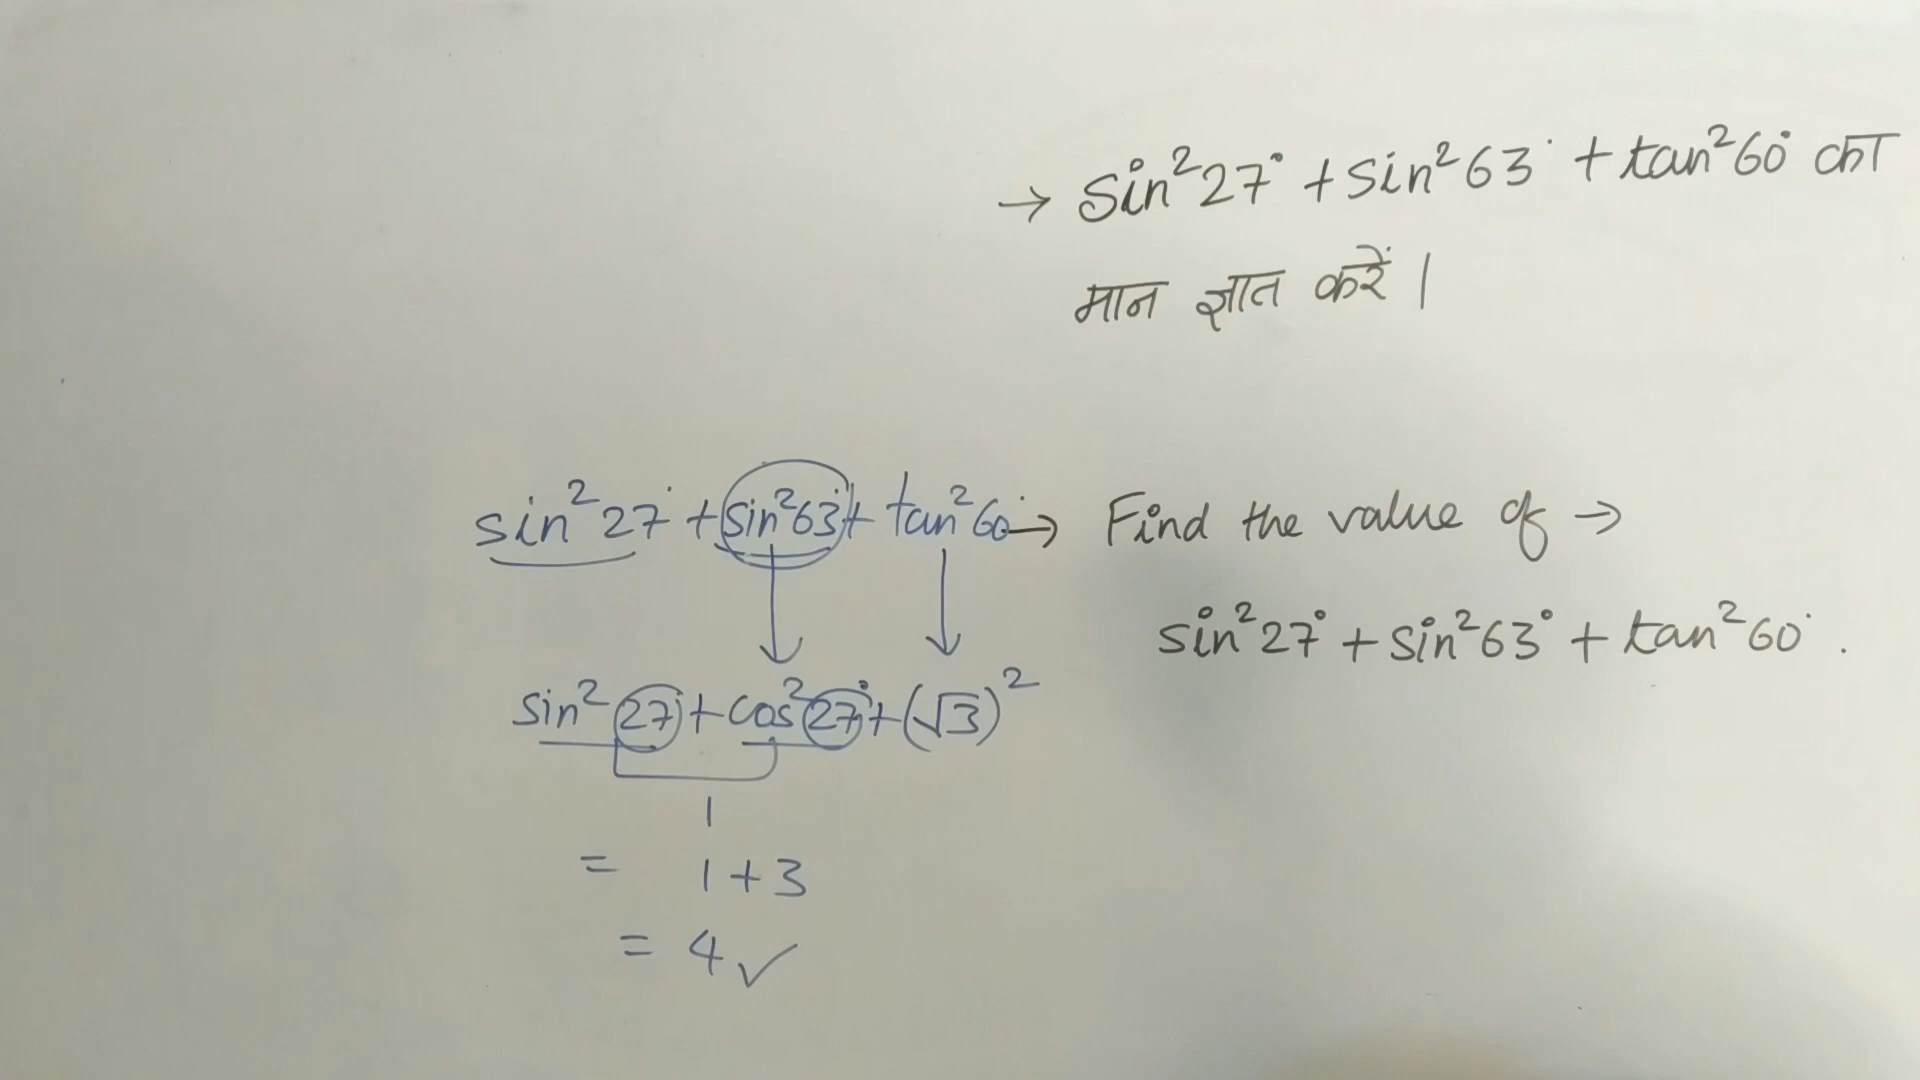 → sin²27° + sin²63° + tan²60° का
मान ज्ञात करें।
→ Find the value of →
sin²27° + sin²63° + tan²60°.
sin²27° + sin²63° + tan²60°
sin²27° + cos²27° + (√3)²
1
= 1+3
= 4 ✓